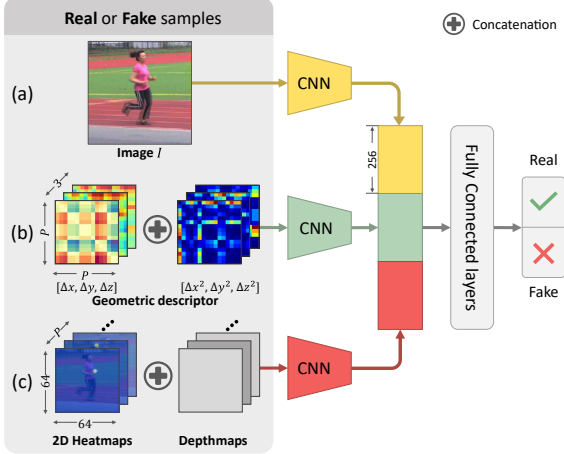 Real or Fake samples
Concatenation
(a)
Image I
CNN
256
Fully Connected layers
Real
Fake
(b)
3
P
P
[Δx, Δy, Δz]
[Δx², Δy², Δz²]
Geometric descriptor
CNN
(c)
P
64
64
2D Heatmaps
Depthmaps
CNN